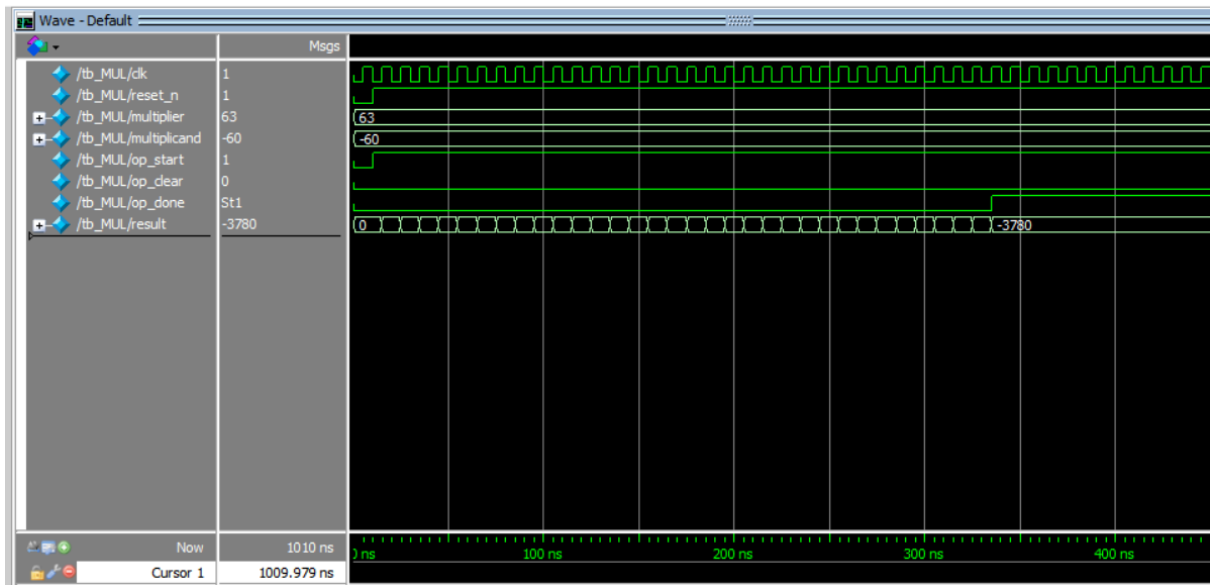 Wave - Default
Msgs
/tb_MUL/clk 1
/tb_MUL/reset_n 1
/tb_MUL/multiplier 63 63
/tb_MUL/multiplicand -60 -60
/tb_MUL/op_start 1
/tb_MUL/op_clear 0
/tb_MUL/op_done St1
/tb_MUL/result -3780 0 -3780
Now 1010 ns 0 ns 100 ns 200 ns 300 ns 400 ns
Cursor 1 1009.979 ns